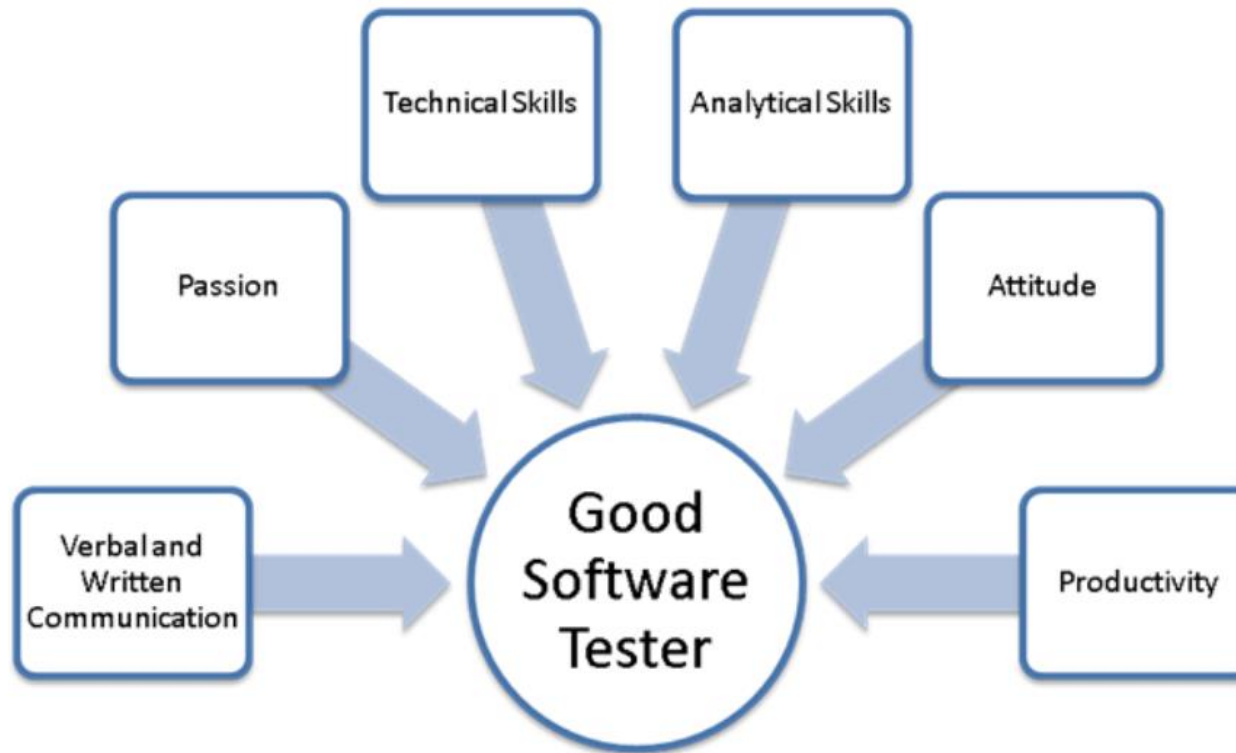 Technical Skills
Analytical Skills
Passion
Attitude
Verbal and
Written
Communication
Good
Software
Tester
Productivity